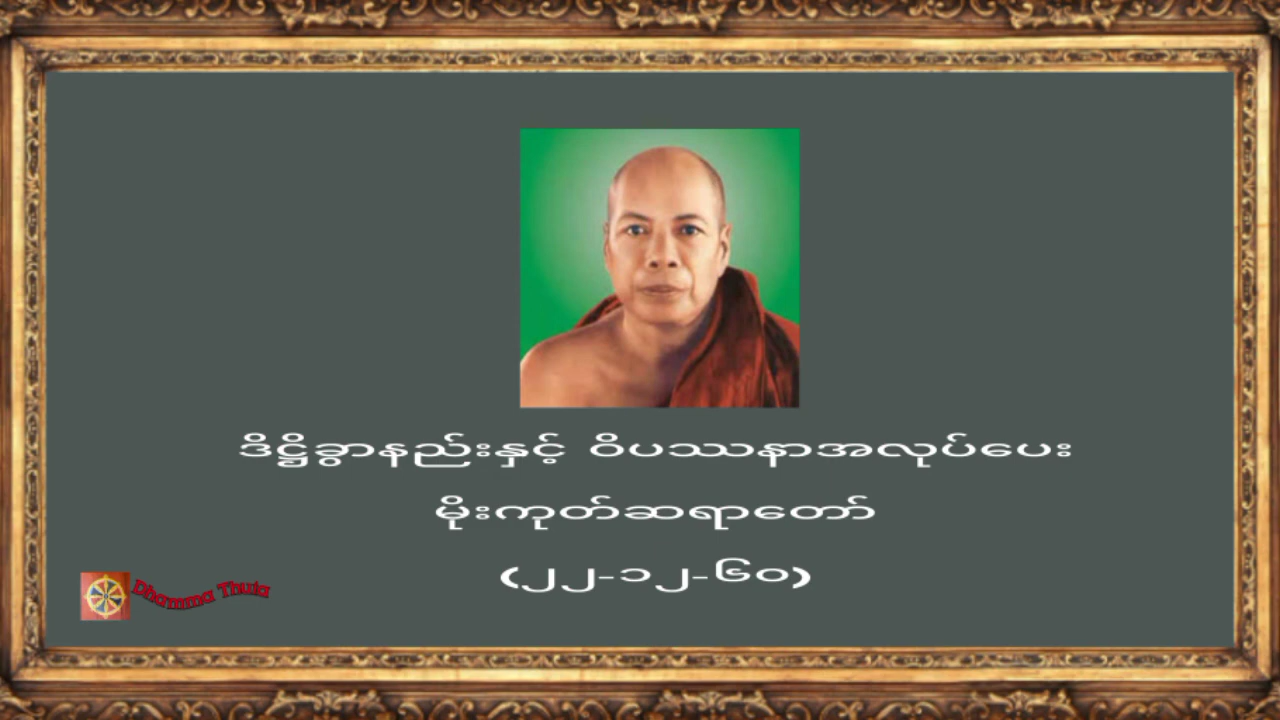 ဒိဋ္ဌိခွာနည်းနှင့် ဝိပဿနာအလုပ်ပေး
မိုးကုတ်ဆရာတော်
(၂၂-၁၂-၆၀)
Dhamma Thuta